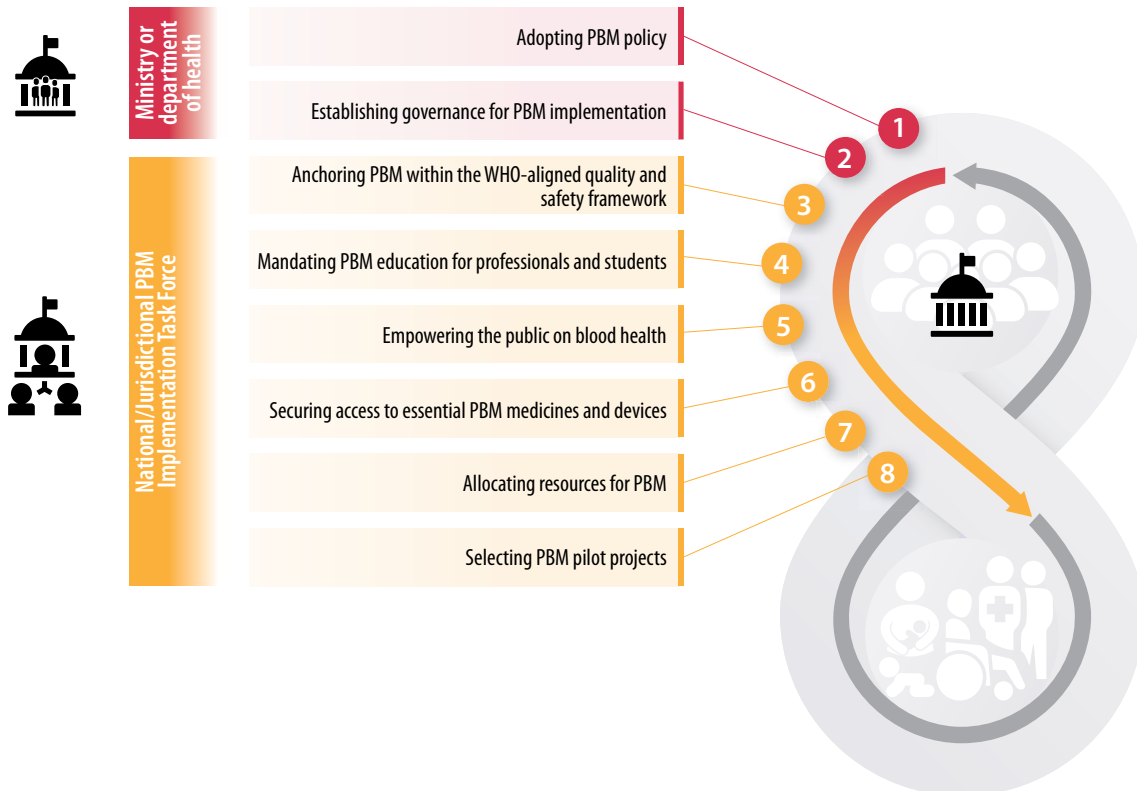 Ministry or
department
of health
Adopting PBM policy
1
Establishing governance for PBM implementation
2
National/Jurisdictional PBM
Implementation Task Force
Anchoring PBM within the WHO-aligned quality and
safety framework
3
Mandating PBM education for professionals and students
4
Empowering the public on blood health
5
Securing access to essential PBM medicines and devices
6
Allocating resources for PBM
7
Selecting PBM pilot projects
8